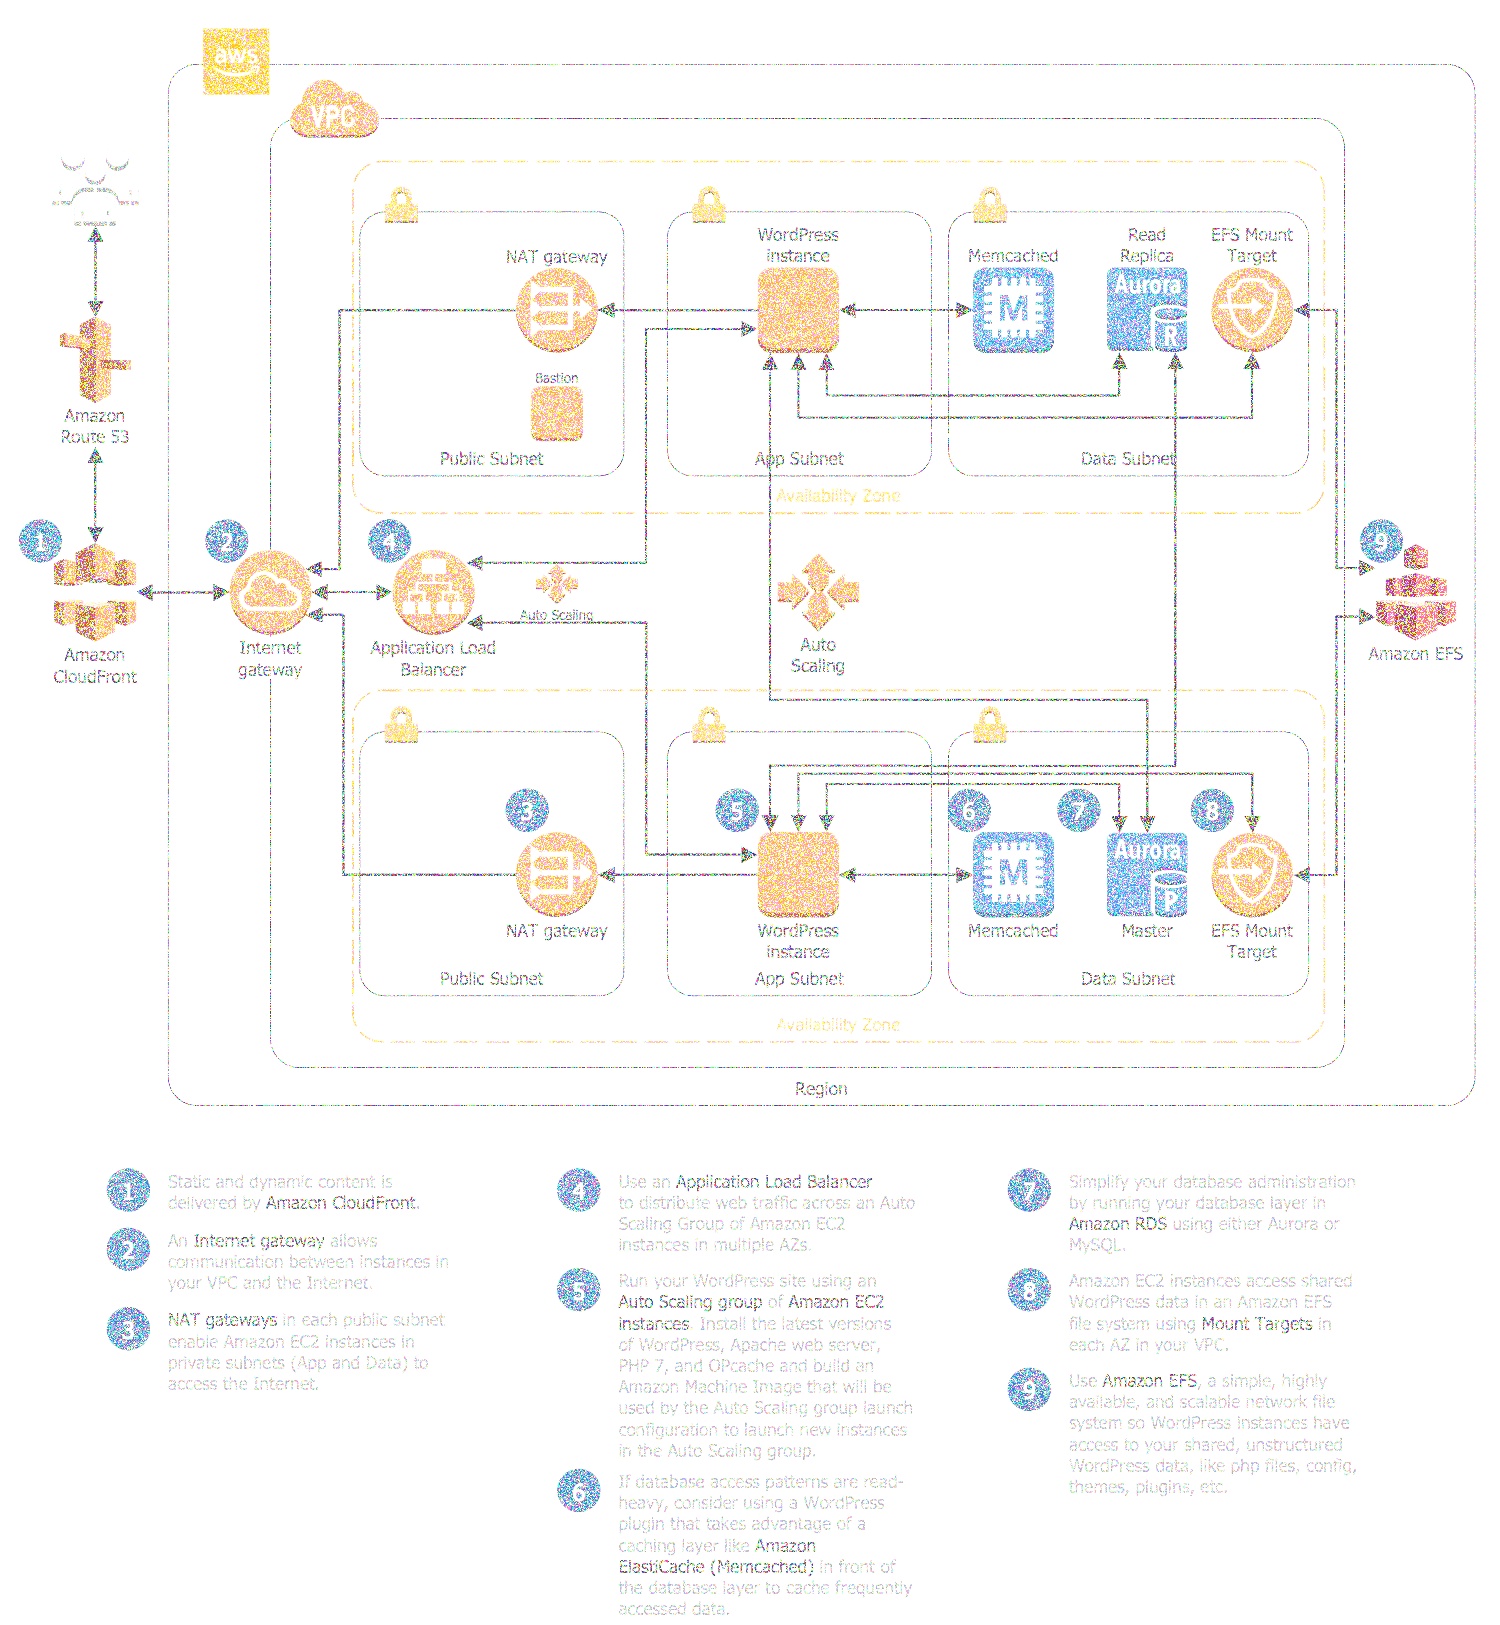 aws
VPC
NAT gateway
WordPress
instance
Memcached
Read
Replica
EFS Mount
Target
M
Aurora
R
Bastion
Amazon
Route 53
Public Subnet
App Subnet
Data Subnet
Availability Zone
1
2
4
9
Auto Scaling
Auto
Scaling
Amazon
CloudFront
Internet
gateway
Application Load
Balancer
Amazon EFS
3
5
6
7
8
M
Aurora
P
NAT gateway
WordPress
instance
Memcached
Master
EFS Mount
Target
Public Subnet
App Subnet
Data Subnet
Availability Zone
Region
1
Static and dynamic content is
delivered by Amazon CloudFront.
2
An Internet gateway allows
communication between instances in
your VPC and the Internet.
3
NAT gateways in each public subnet
enable Amazon EC2 instances in
private subnets (App and Data) to
access the Internet.
4
Use an Application Load Balancer
to distribute web traffic across an Auto
Scaling Group of Amazon EC2
instances in multiple AZs.
5
Run your WordPress site using an
Auto Scaling group of Amazon EC2
instances. Install the latest versions
of WordPress, Apache web server,
PHP 7, and OPcache and build an
Amazon Machine Image that will be
used by the Auto Scaling group launch
configuration to launch new instances
in the Auto Scaling group.
6
If database access patterns are read-
heavy, consider using a WordPress
plugin that takes advantage of a
caching layer like Amazon
ElastiCache (Memcached) in front of
the database layer to cache frequently
accessed data.
7
Simplify your database administration
by running your database layer in
Amazon RDS using either Aurora or
MySQL.
8
Amazon EC2 instances access shared
WordPress data in an Amazon EFS
file system using Mount Targets in
each AZ in your VPC.
9
Use Amazon EFS, a simple, highly
available, and scalable network file
system so WordPress instances have
access to your shared, unstructured
WordPress data, like php files, config,
themes, plugins, etc.